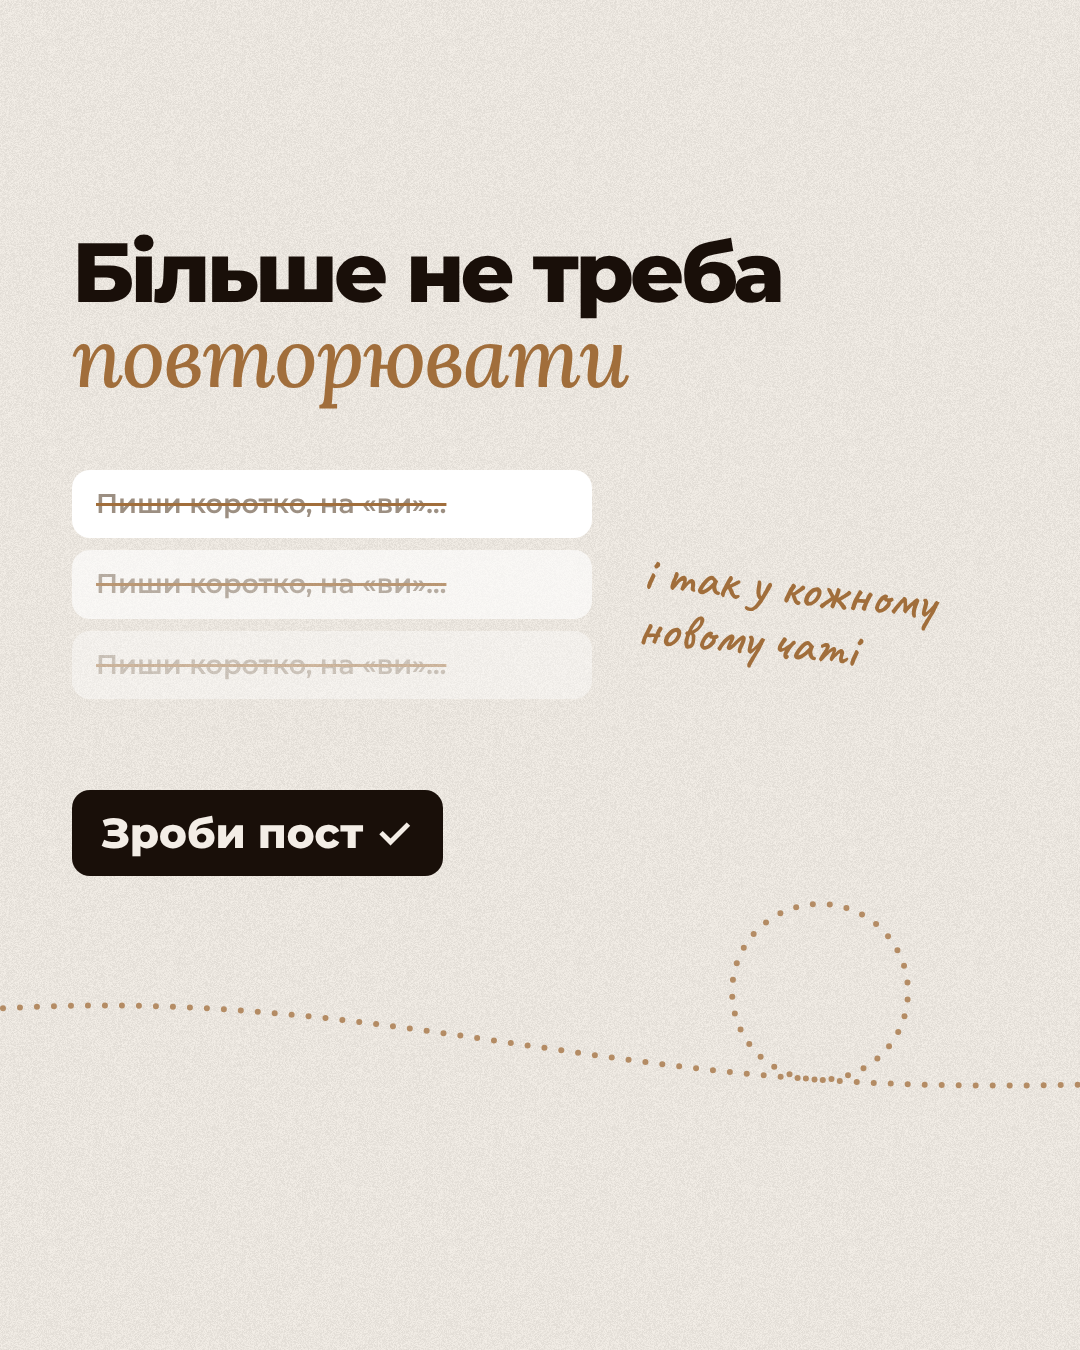 Більше не треба
повторювати
Пиши коротко, на «ви»...
Пиши коротко, на «ви»...
Пиши коротко, на «ви»...
і так у кожному
новому чаті
Зроби пост ✓